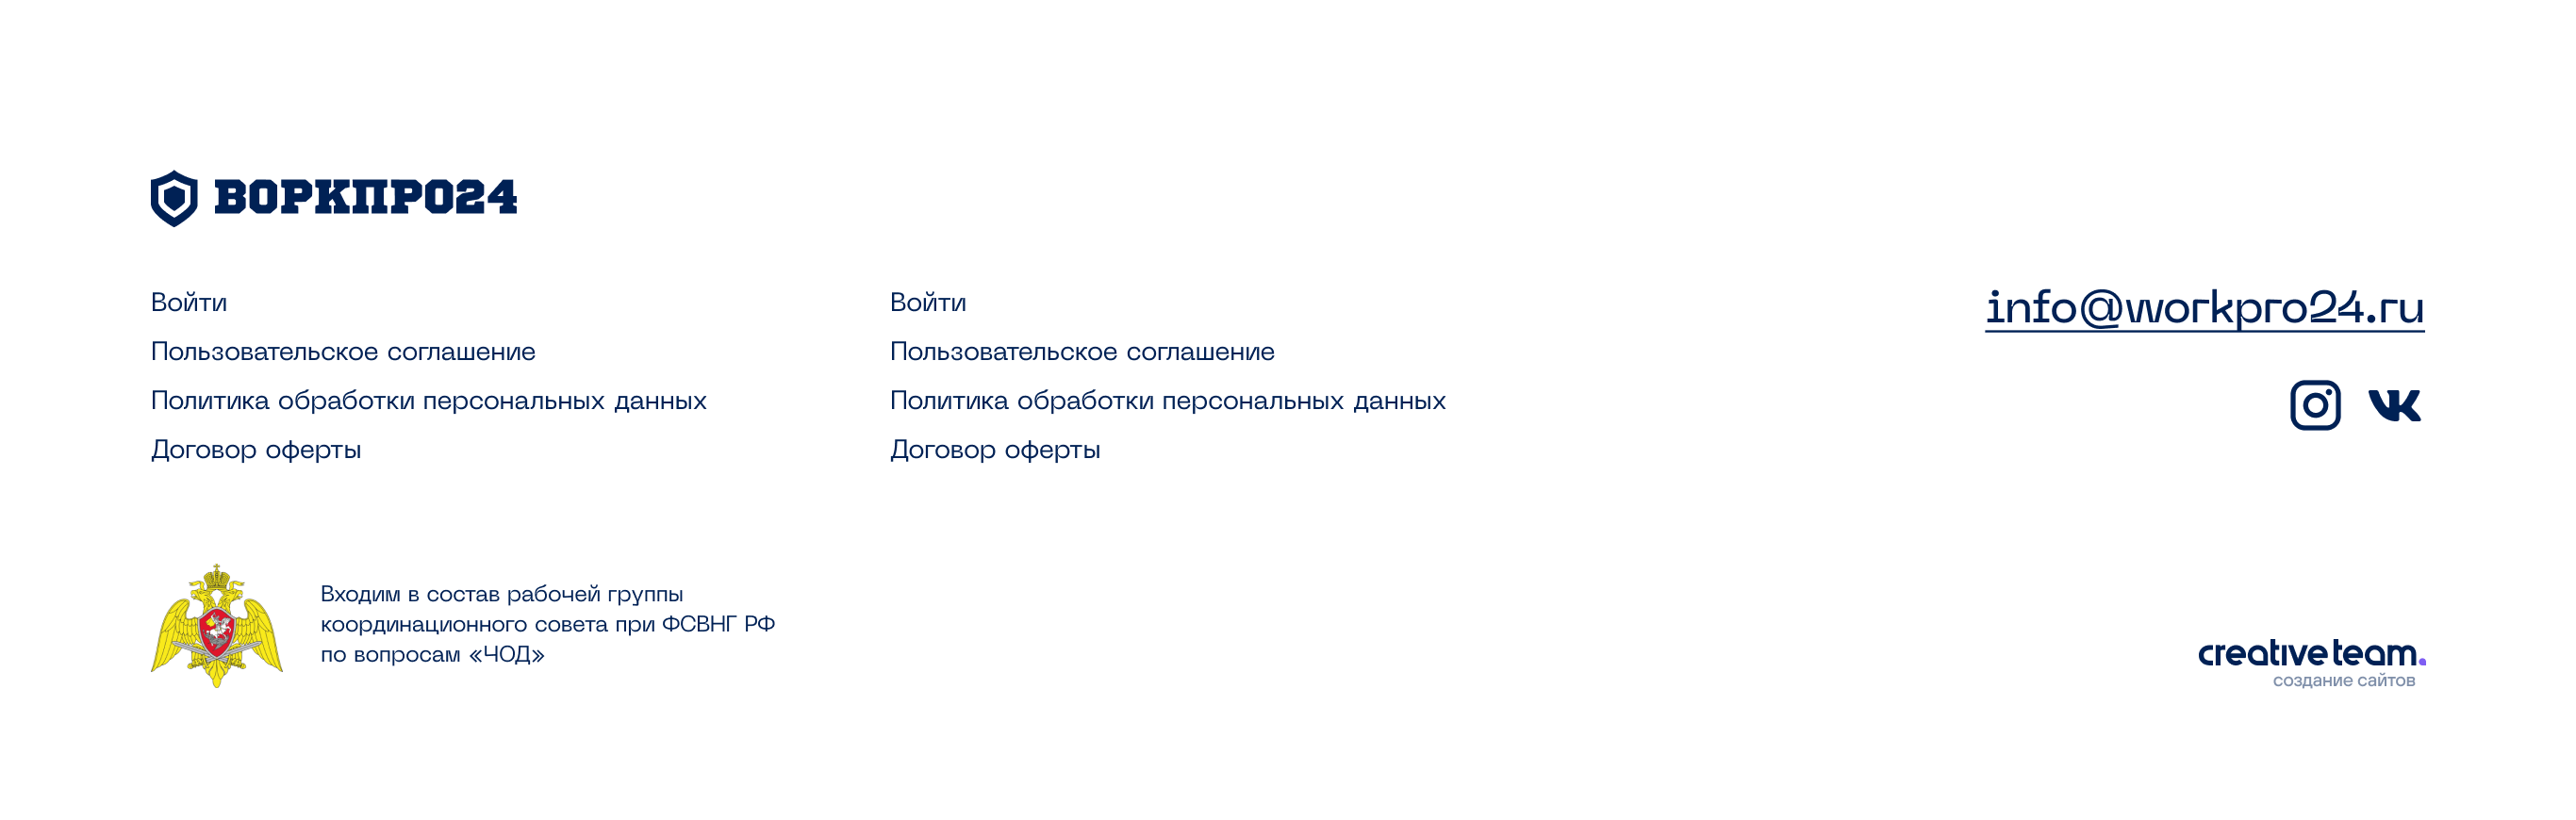 ВОРКПРО24
Войти
Пользовательское соглашение
Политика обработки персональных данных
Договор оферты
Войти
Пользовательское соглашение
Политика обработки персональных данных
Договор оферты
info@workpro24.ru
Входим в состав рабочей группы
координационного совета при ФСВНГ РФ
по вопросам «ЧОД»
creative team.
создание сайтов